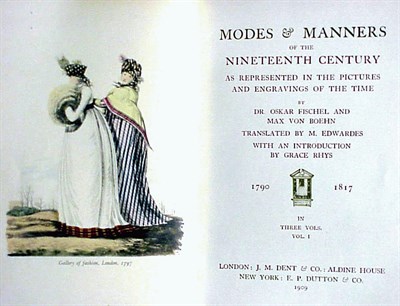 Gallery of fashion, London, 1797
MODES & MANNERS
OF THE
NINETEENTH CENTURY
AS REPRESENTED IN THE PICTURES
AND ENGRAVINGS OF THE TIME
BY
DR. OSKAR FISCHEL AND
MAX VON BOEHN
TRANSLATED BY M. EDWARDES
WITH AN INTRODUCTION
BY
GRACE RHYS
1790 1817
IN
THREE VOLS.
VOL. I
LONDON: J. M. DENT & CO.: ALDINE HOUSE
NEW YORK: E. P. DUTTON & CO.
1909